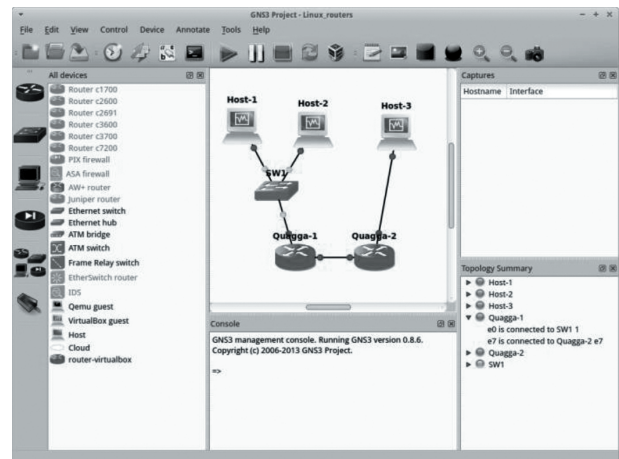 GNS3 Project - Linux_routers
File Edit View Control Device Annotate Tools Help
All devices
Router c1700
Router c2600
Router c2691
Router c3600
Router c3700
Router c7200
PIX firewall
ASA firewall
AW+ router
Juniper router
Ethernet switch
Ethernet hub
ATM bridge
ATM switch
Frame Relay switch
EtherSwitch router
IDS
Qemu guest
VirtualBox guest
Host
Cloud
router-virtualbox
Host-1
Host-2
Host-3
SW1
Quagga-1
Quagga-2
Console
GNS3 management console. Running GNS3 version 0.8.6.
Copyright (c) 2006-2013 GNS3 Project.
=>
Captures
Hostname Interface
Topology Summary
Host-1
Host-2
Host-3
Quagga-1
e0 is connected to SW1 1
e7 is connected to Quagga-2 e7
Quagga-2
SW1